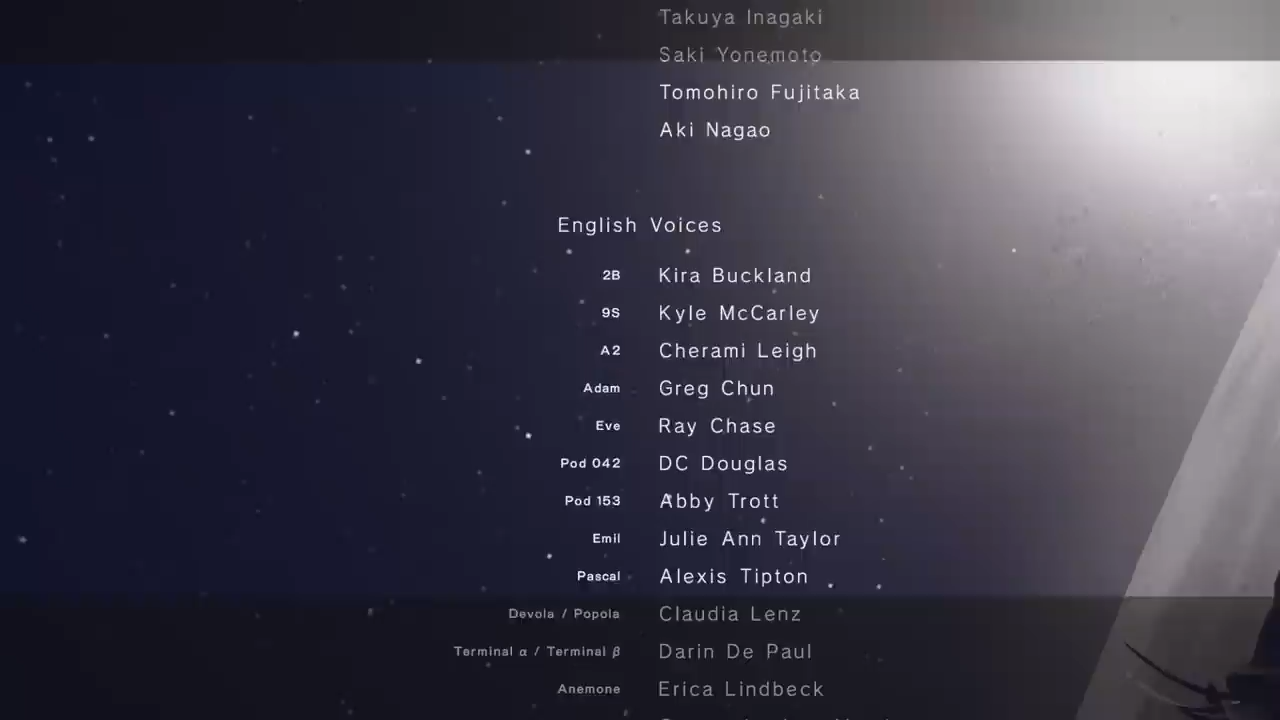 Takuya Inagaki
Saki Yonemoto
Tomohiro Fujitaka
Aki Nagao
English Voices
2B Kira Buckland
9S Kyle McCarley
A2 Cherami Leigh
Adam Greg Chun
Eve Ray Chase
Pod 042 DC Douglas
Pod 153 Abby Trott
Emil Julie Ann Taylor
Pascal Alexis Tipton
Devola / Popola Claudia Lenz
Terminal α / Terminal β Darin De Paul
Anemone Erica Lindbeck